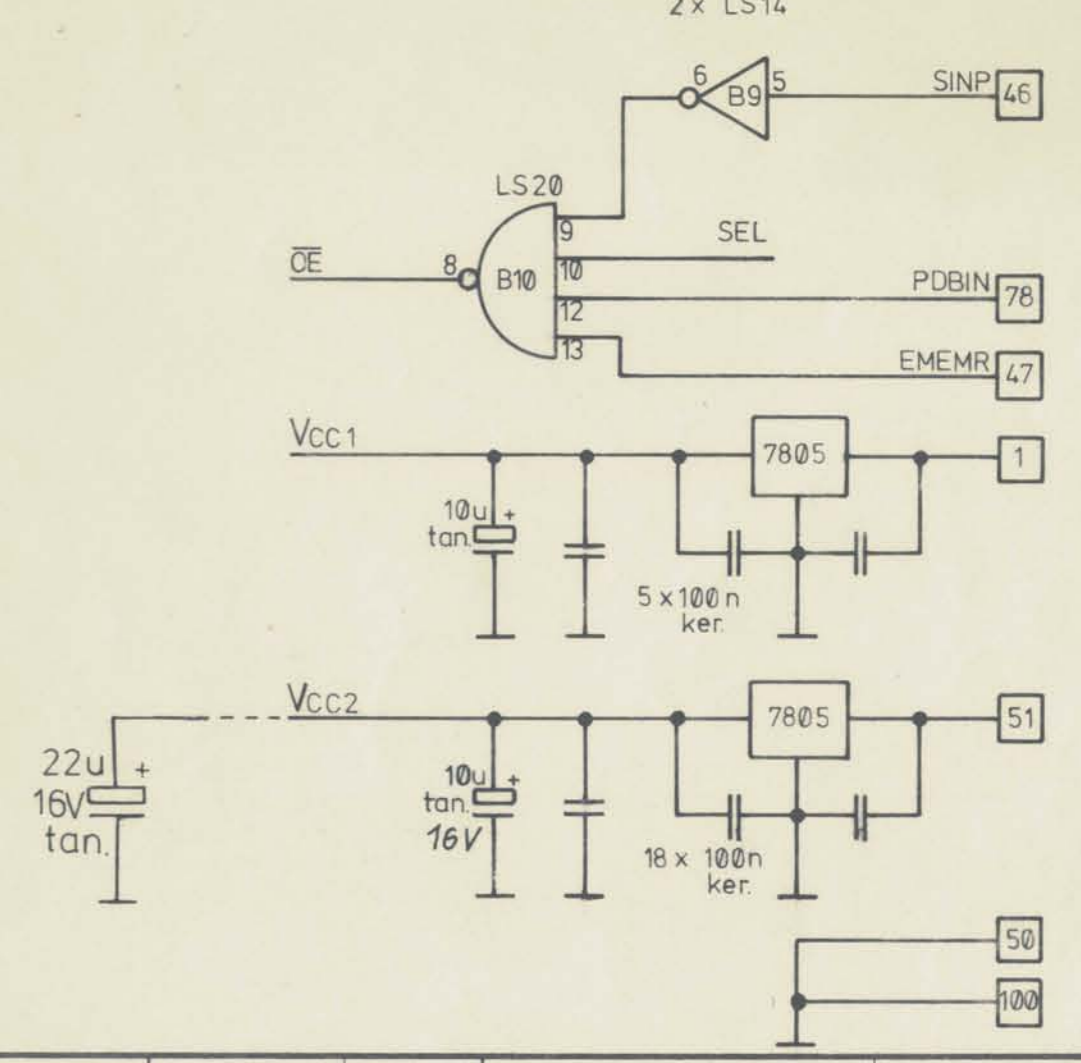 2 x LS14
6 B9 5 SINP 46
LS20
9
SEL
10
O̅E̅ 8 B10
PDBIN 78
12
13
EMEMR 47
VCC1 7805 1
10u +
tan.
5 x 100n
ker.
VCC2 7805 51
22u +
16V
tan.
10u +
tan.
16V
18 x 100n
ker.
50
100